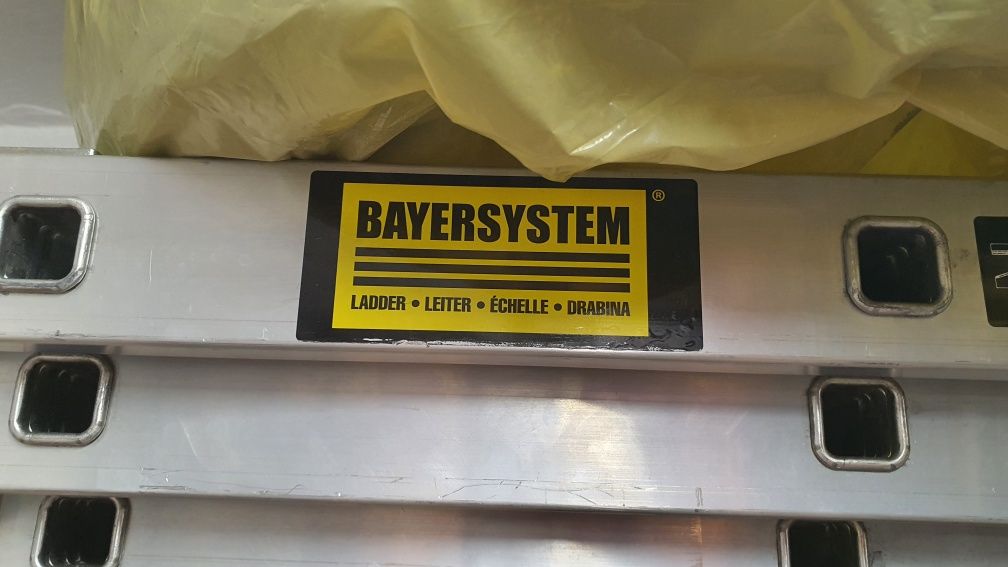 BAYERSYSTEM ®
LADDER • LEITER • ÉCHELLE • DRABINA